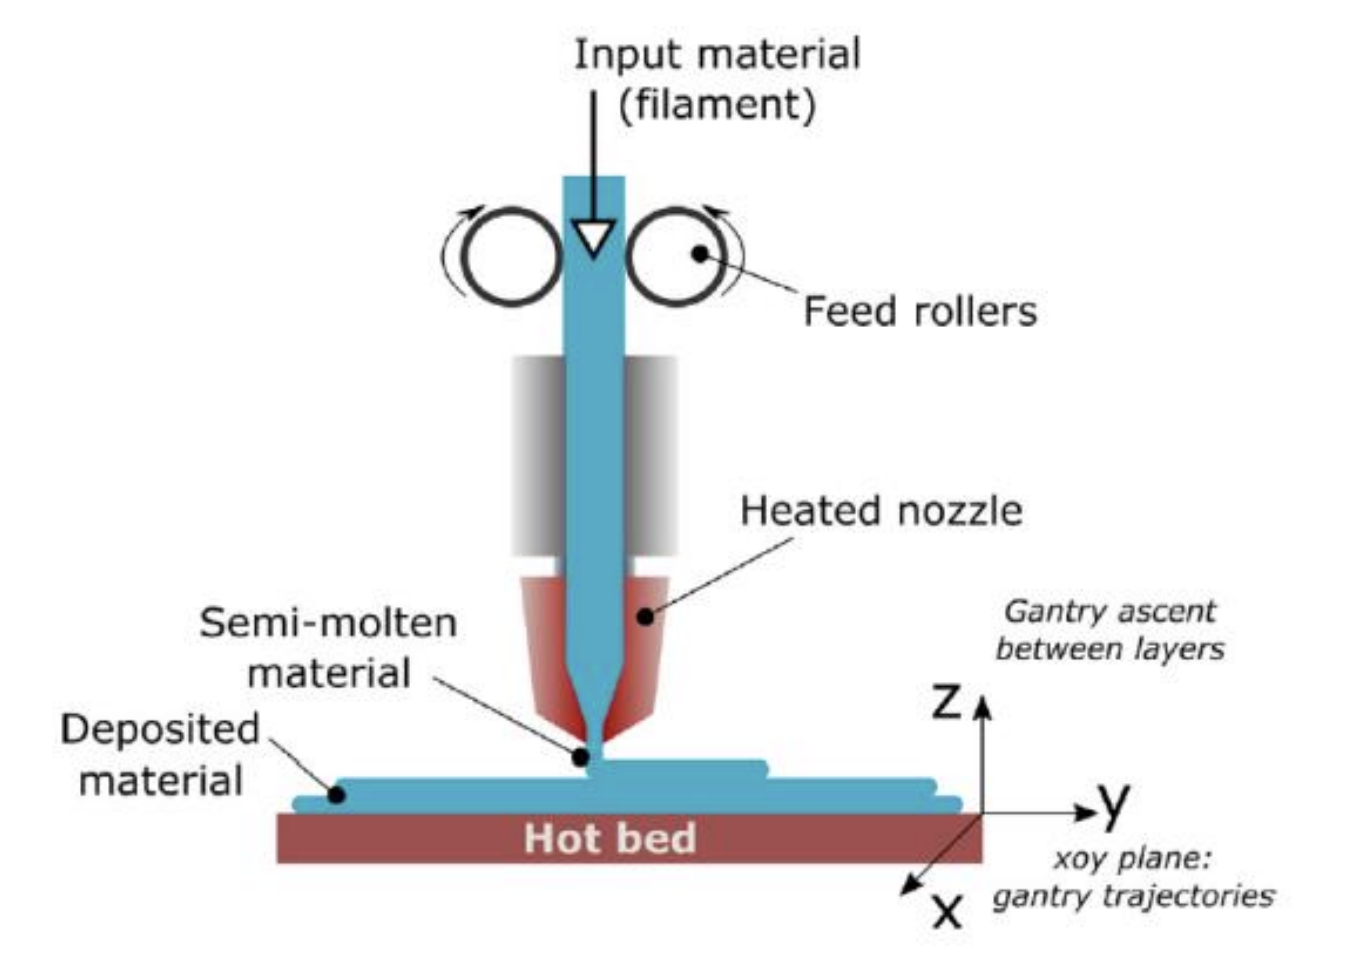 Input material
(filament)
Feed rollers
Heated nozzle
Semi-molten
material
Deposited
material
Hot bed
Gantry ascent
between layers
z
y
x
xoy plane:
gantry trajectories